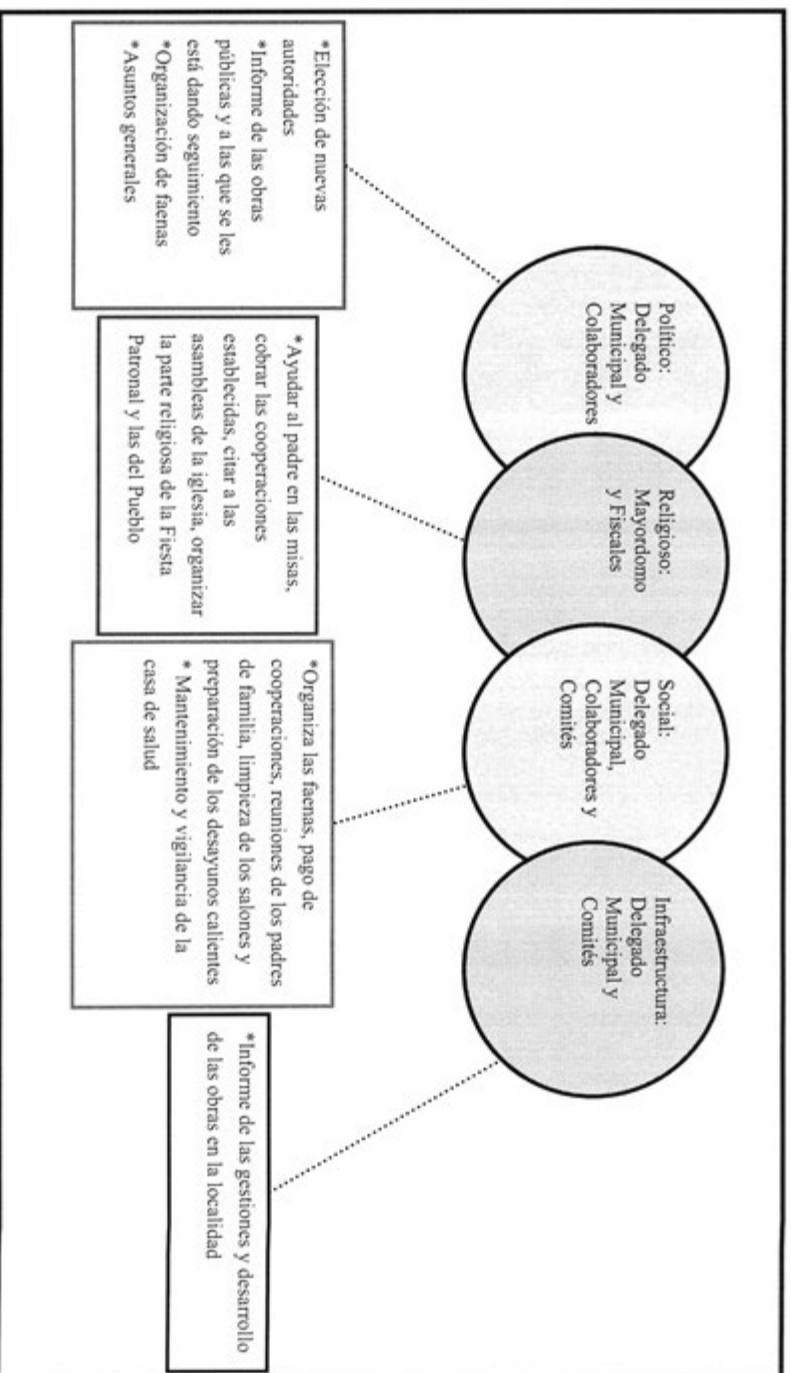 Político:
Delegado
Municipal y
Colaboradores
Religioso:
Mayordomo
y Fiscales
Social:
Delegado
Municipal,
Colaboradores y
Comités
Infraestructura:
Delegado
Municipal y
Comités
*Elección de nuevas
autoridades
*Informe de las obras
públicas y a las que se les
está dando seguimiento
*Organización de faenas
*Asuntos generales
*Ayudar al padre en las misas,
cobrar las cooperaciones
establecidas, citar a las
asambleas de la iglesia, organizar
la parte religiosa de la Fiesta
Patronal y las del Pueblo
*Organiza las faenas, pago de
cooperaciones, reuniones de los padres
de familia, limpieza de los salones y
preparación de los desayunos calientes
* Mantenimiento y vigilancia de la
casa de salud
*Informe de las gestiones y desarrollo
de las obras en la localidad